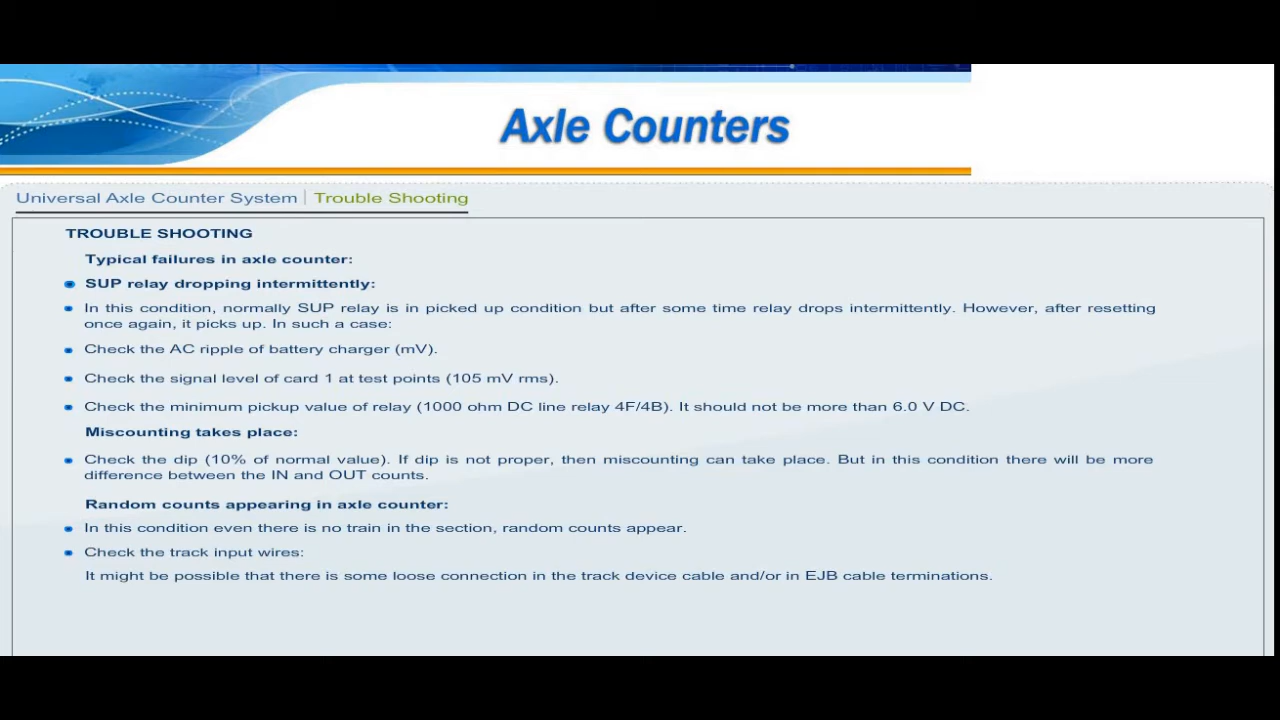 Axle Counters
Universal Axle Counter System | Trouble Shooting
TROUBLE SHOOTING
Typical failures in axle counter:
SUP relay dropping intermittently:
In this condition, normally SUP relay is in picked up condition but after some time relay drops intermittently. However, after resetting
once again, it picks up. In such a case:
Check the AC ripple of battery charger (mV).
Check the signal level of card 1 at test points (105 mV rms).
Check the minimum pickup value of relay (1000 ohm DC line relay 4F/4B). It should not be more than 6.0 V DC.
Miscounting takes place:
Check the dip (10% of normal value). If dip is not proper, then miscounting can take place. But in this condition there will be more
difference between the IN and OUT counts.
Random counts appearing in axle counter:
In this condition even there is no train in the section, random counts appear.
Check the track input wires:
It might be possible that there is some loose connection in the track device cable and/or in EJB cable terminations.